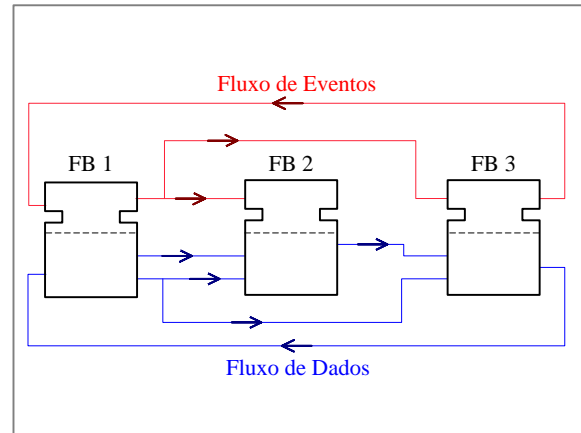 Fluxo de Eventos
FB 1
FB 2
FB 3
Fluxo de Dados